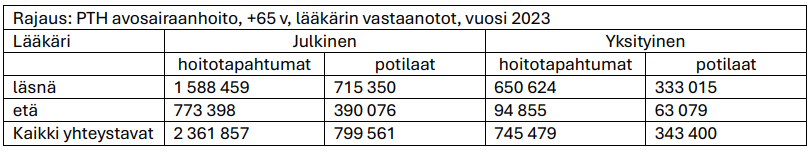 Rajaus: PTH avosairaanhoito, +65 v, lääkärin vastaanotot, vuosi 2023
Lääkäri Julkinen Yksityinen
hoitotapahtumat potilaat hoitotapahtumat potilaat
läsnä 1 588 459 715 350 650 624 333 015
etä 773 398 390 076 94 855 63 079
Kaikki yhteystavat 2 361 857 799 561 745 479 343 400